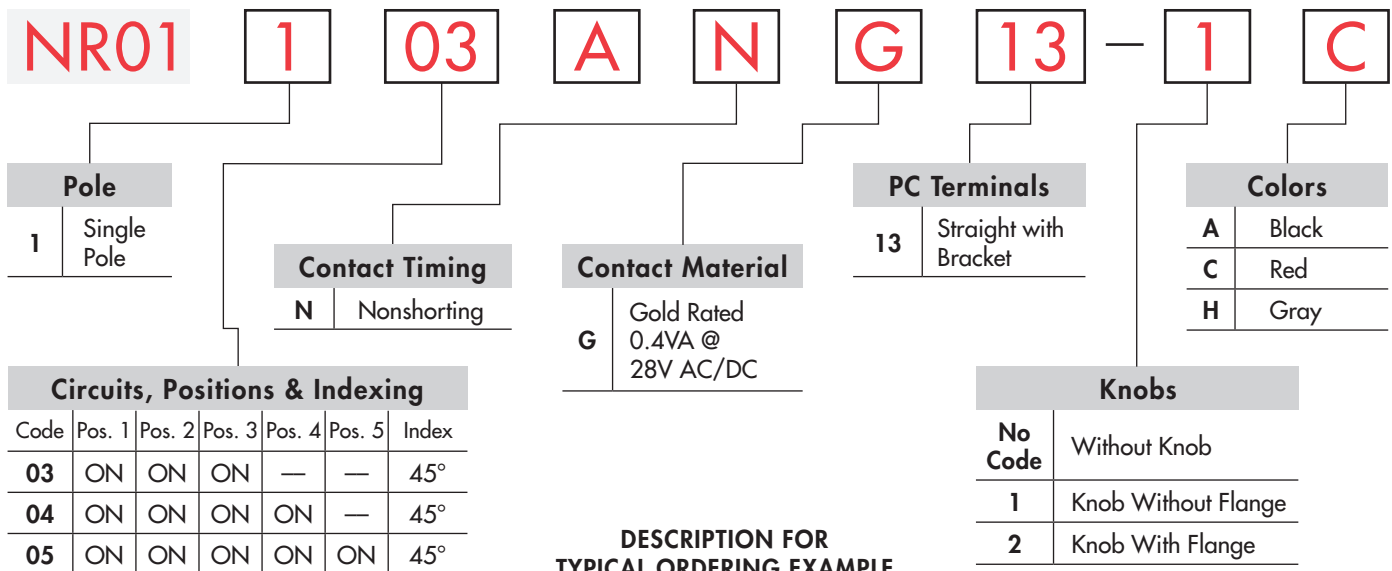 NR01 1 03 A N G 13 — 1 C
Pole
1 Single Pole
Contact Timing
N Nonshorting
Contact Material
G Gold Rated
0.4VA @
28V AC/DC
PC Terminals
13 Straight with
Bracket
Colors
A Black
C Red
H Gray
Circuits, Positions & Indexing
Code Pos. 1 Pos. 2 Pos. 3 Pos. 4 Pos. 5 Index
03 ON ON ON — — 45°
04 ON ON ON ON — 45°
05 ON ON ON ON ON 45°
Knobs
No Code Without Knob
1 Knob Without Flange
2 Knob With Flange
DESCRIPTION FOR
TYPICAL ORDERING EXAMPLE